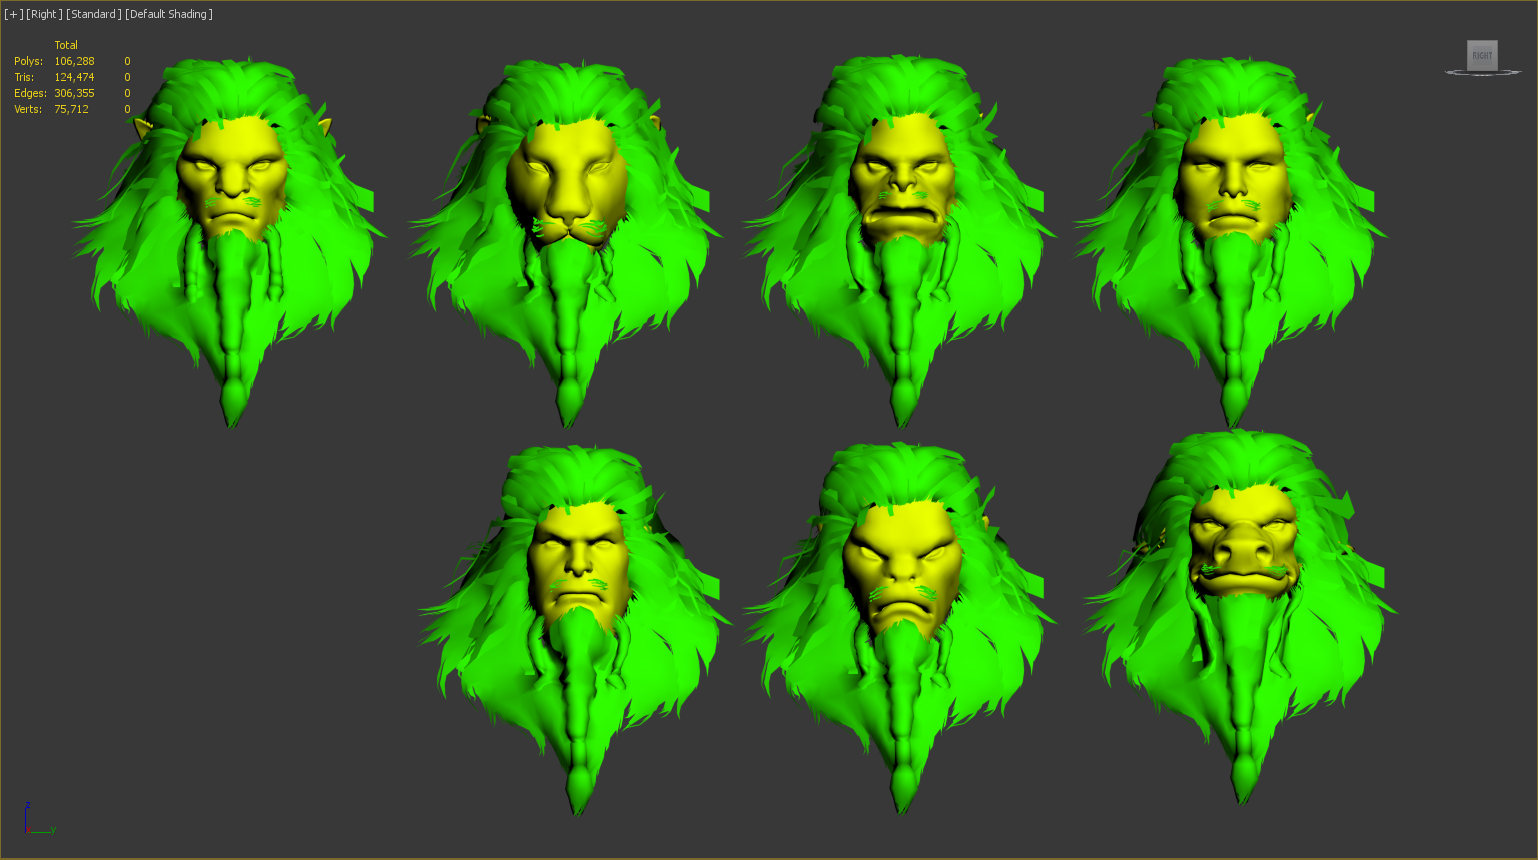 [+] [Right] [Standard] [Default Shading]
Total
Polys: 106,288 0
Tris: 124,474 0
Edges: 306,355 0
Verts: 75,712 0
RIGHT
z
y